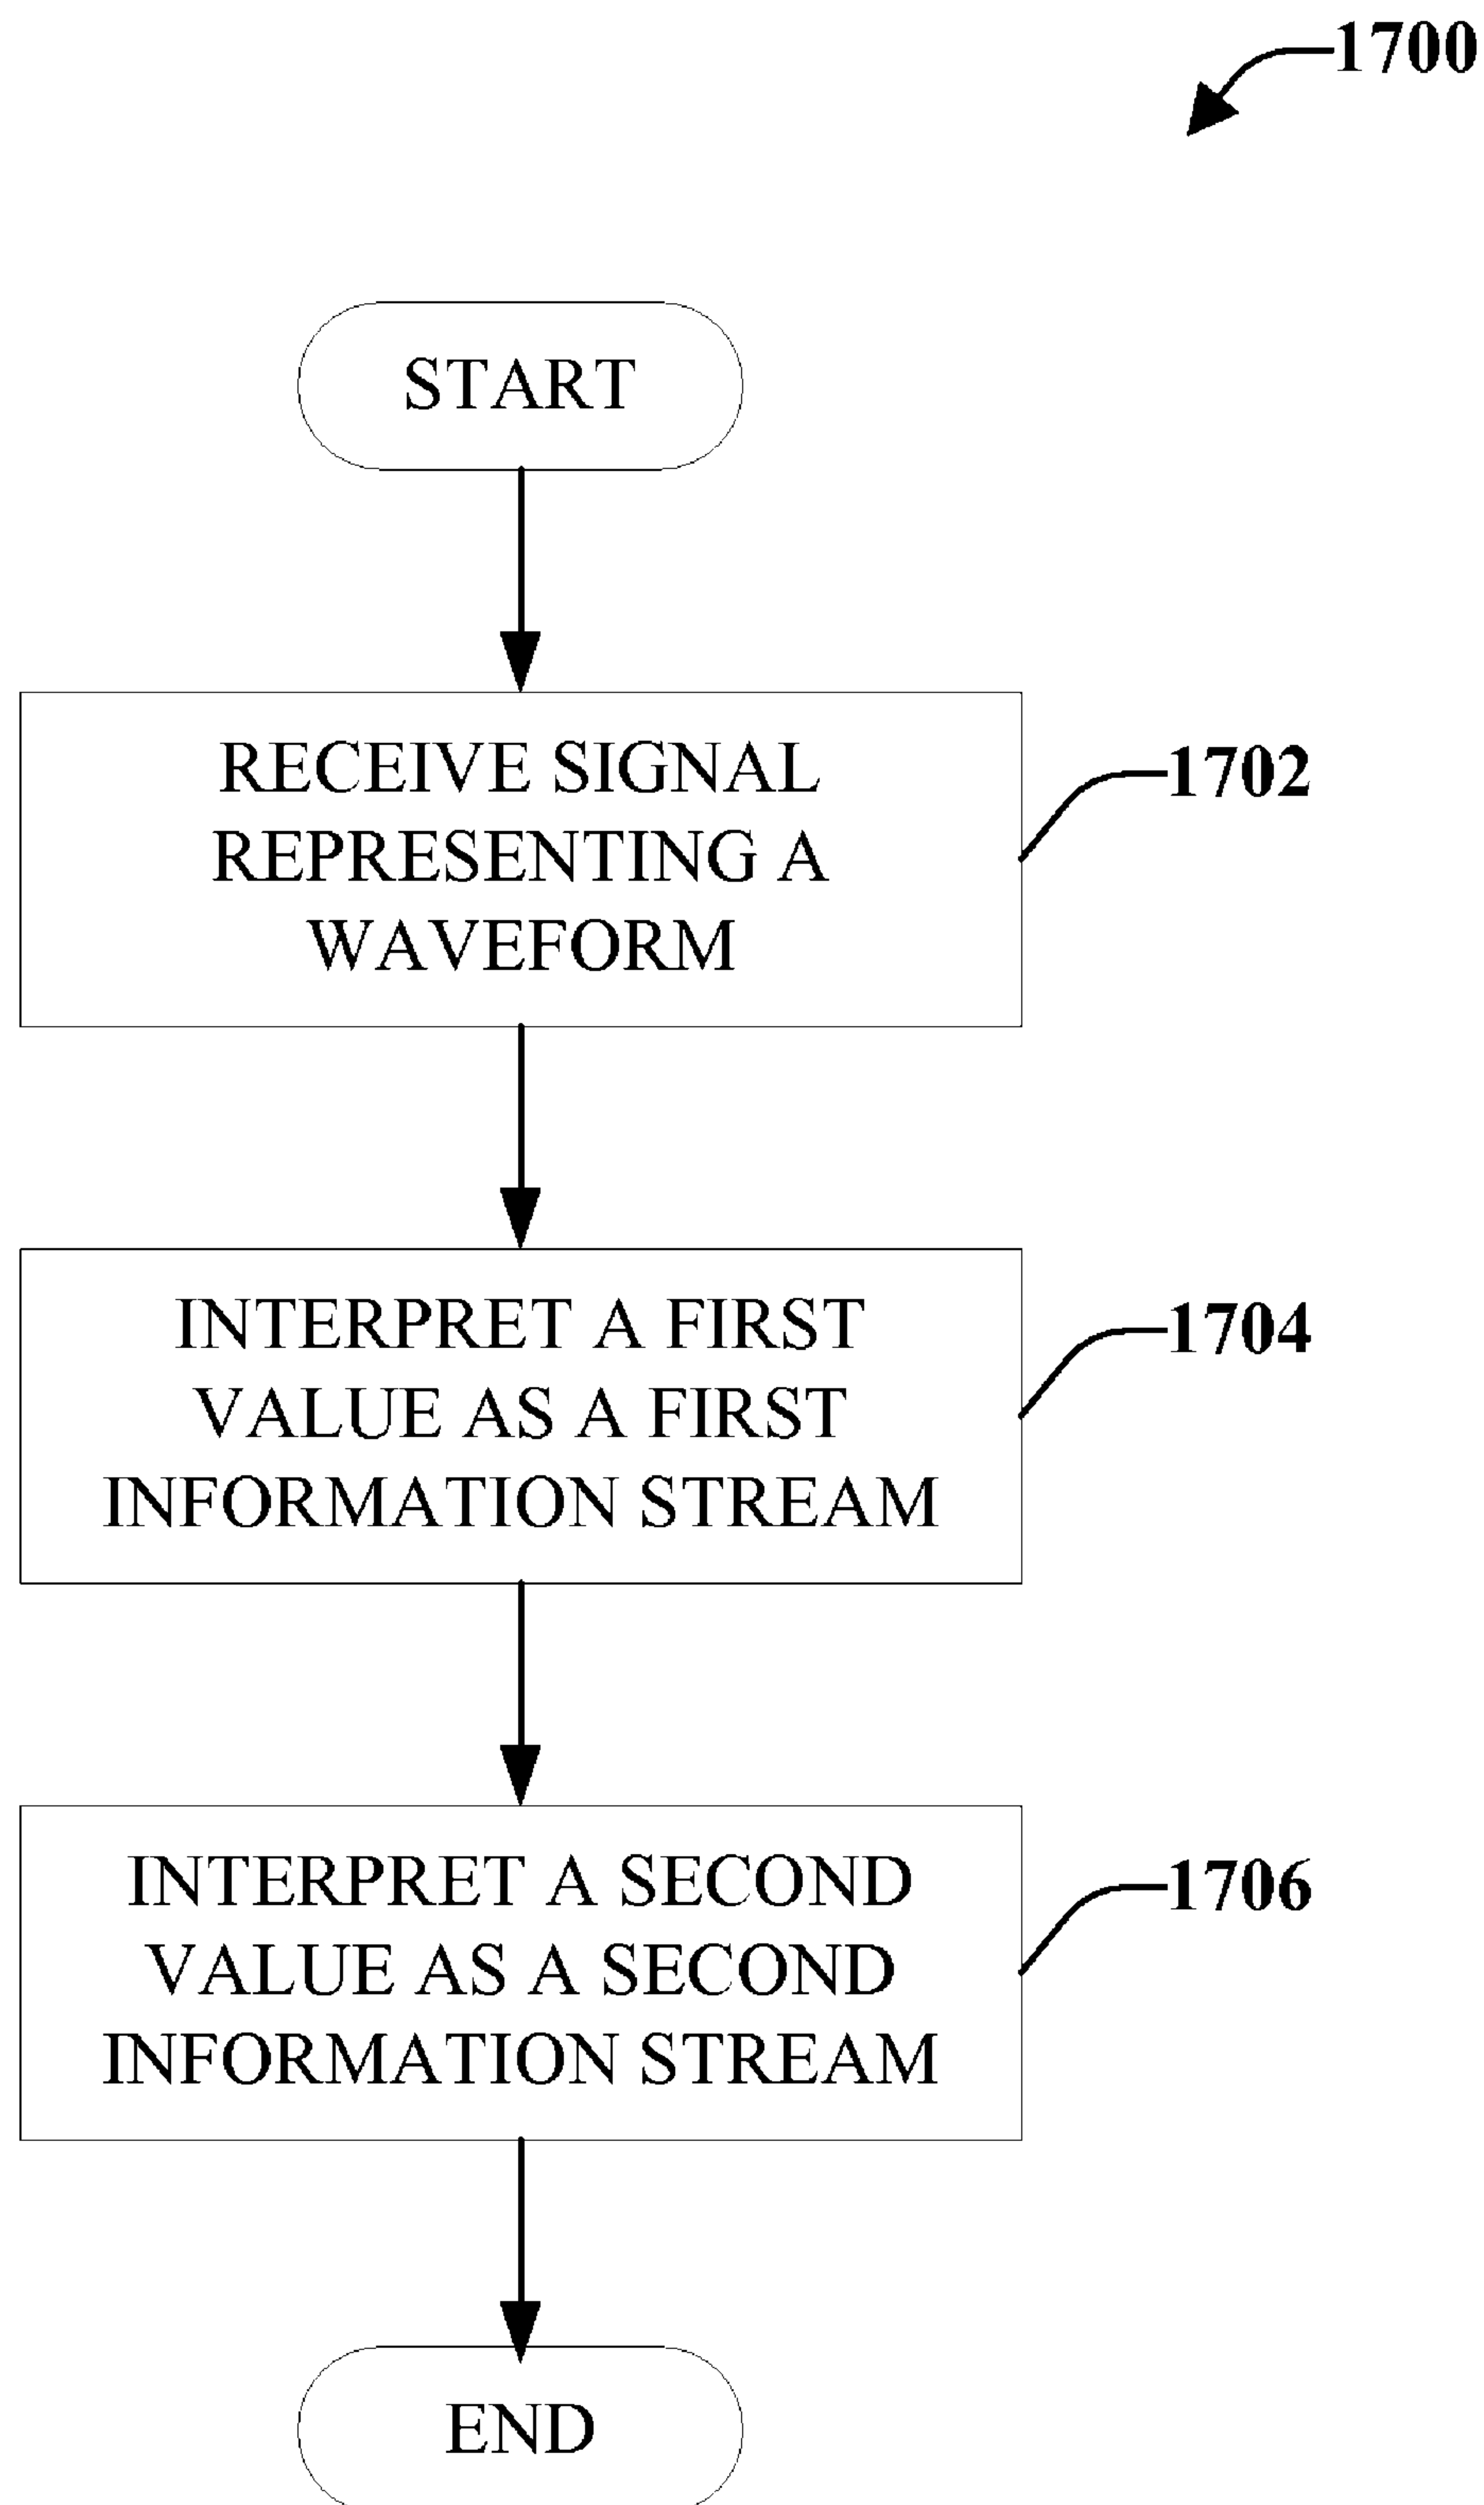 1700
START
RECEIVE SIGNAL
REPRESENTING A
WAVEFORM
1702
INTERPRET A FIRST
VALUE AS A FIRST
INFORMATION STREAM
1704
INTERPRET A SECOND
VALUE AS A SECOND
INFORMATION STREAM
1706
END